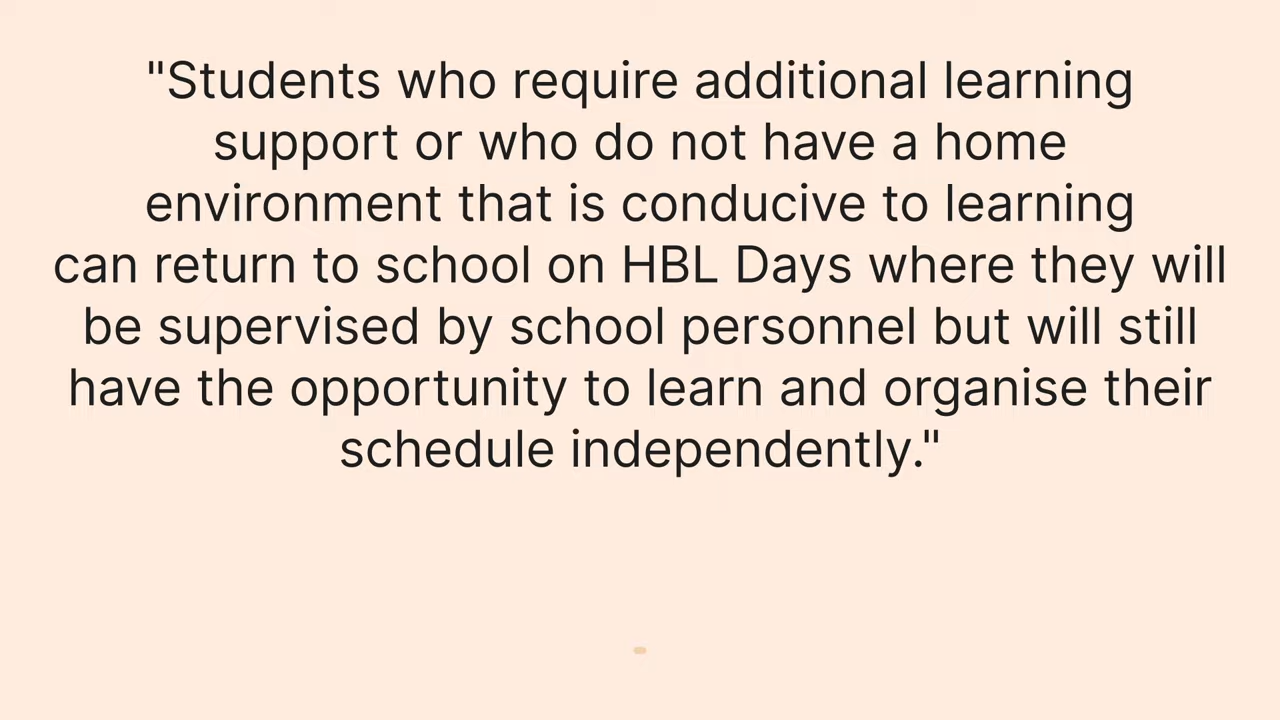 "Students who require additional learning
support or who do not have a home
environment that is conducive to learning
can return to school on HBL Days where they will
be supervised by school personnel but will still
have the opportunity to learn and organise their
schedule independently."